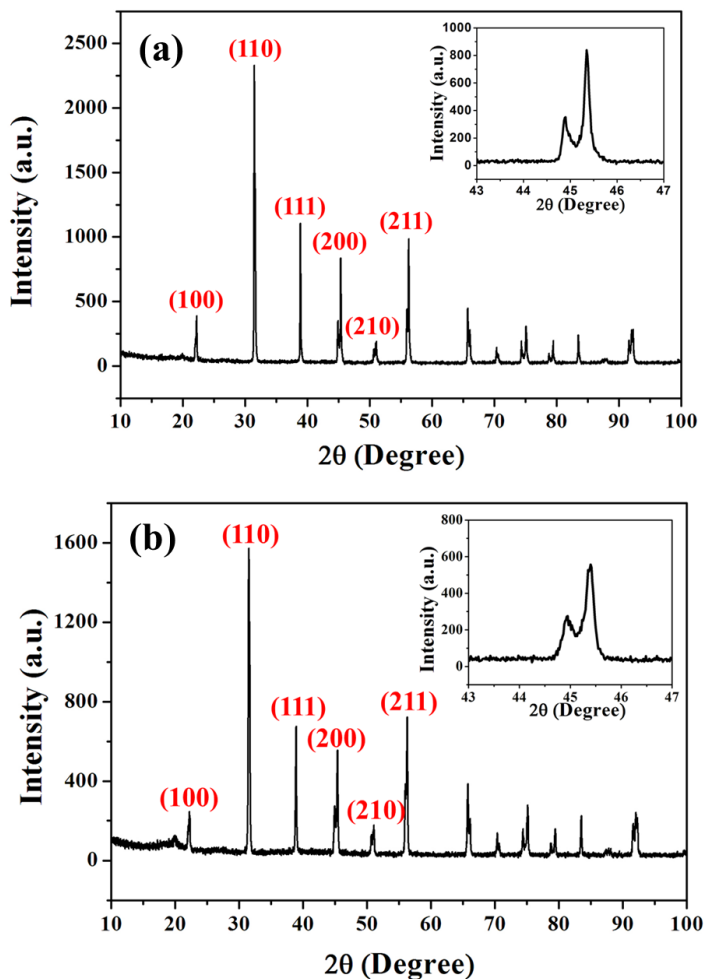 (a)
(110)
(111)
(200)
(211)
(100)
(210)
Intensity (a.u.)
2500
2000
1500
1000
500
0
10 20 30 40 50 60 70 80 90 100
2θ (Degree)
Intensity (a.u.)
1000
800
600
400
200
0
43 44 45 46 47
2θ (Degree)
(b)
(110)
(111)
(200)
(211)
(100)
(210)
Intensity (a.u.)
1600
1200
800
400
0
10 20 30 40 50 60 70 80 90 100
2θ (Degree)
Intensity (a.u.)
800
600
400
200
0
43 44 45 46 47
2θ (Degree)